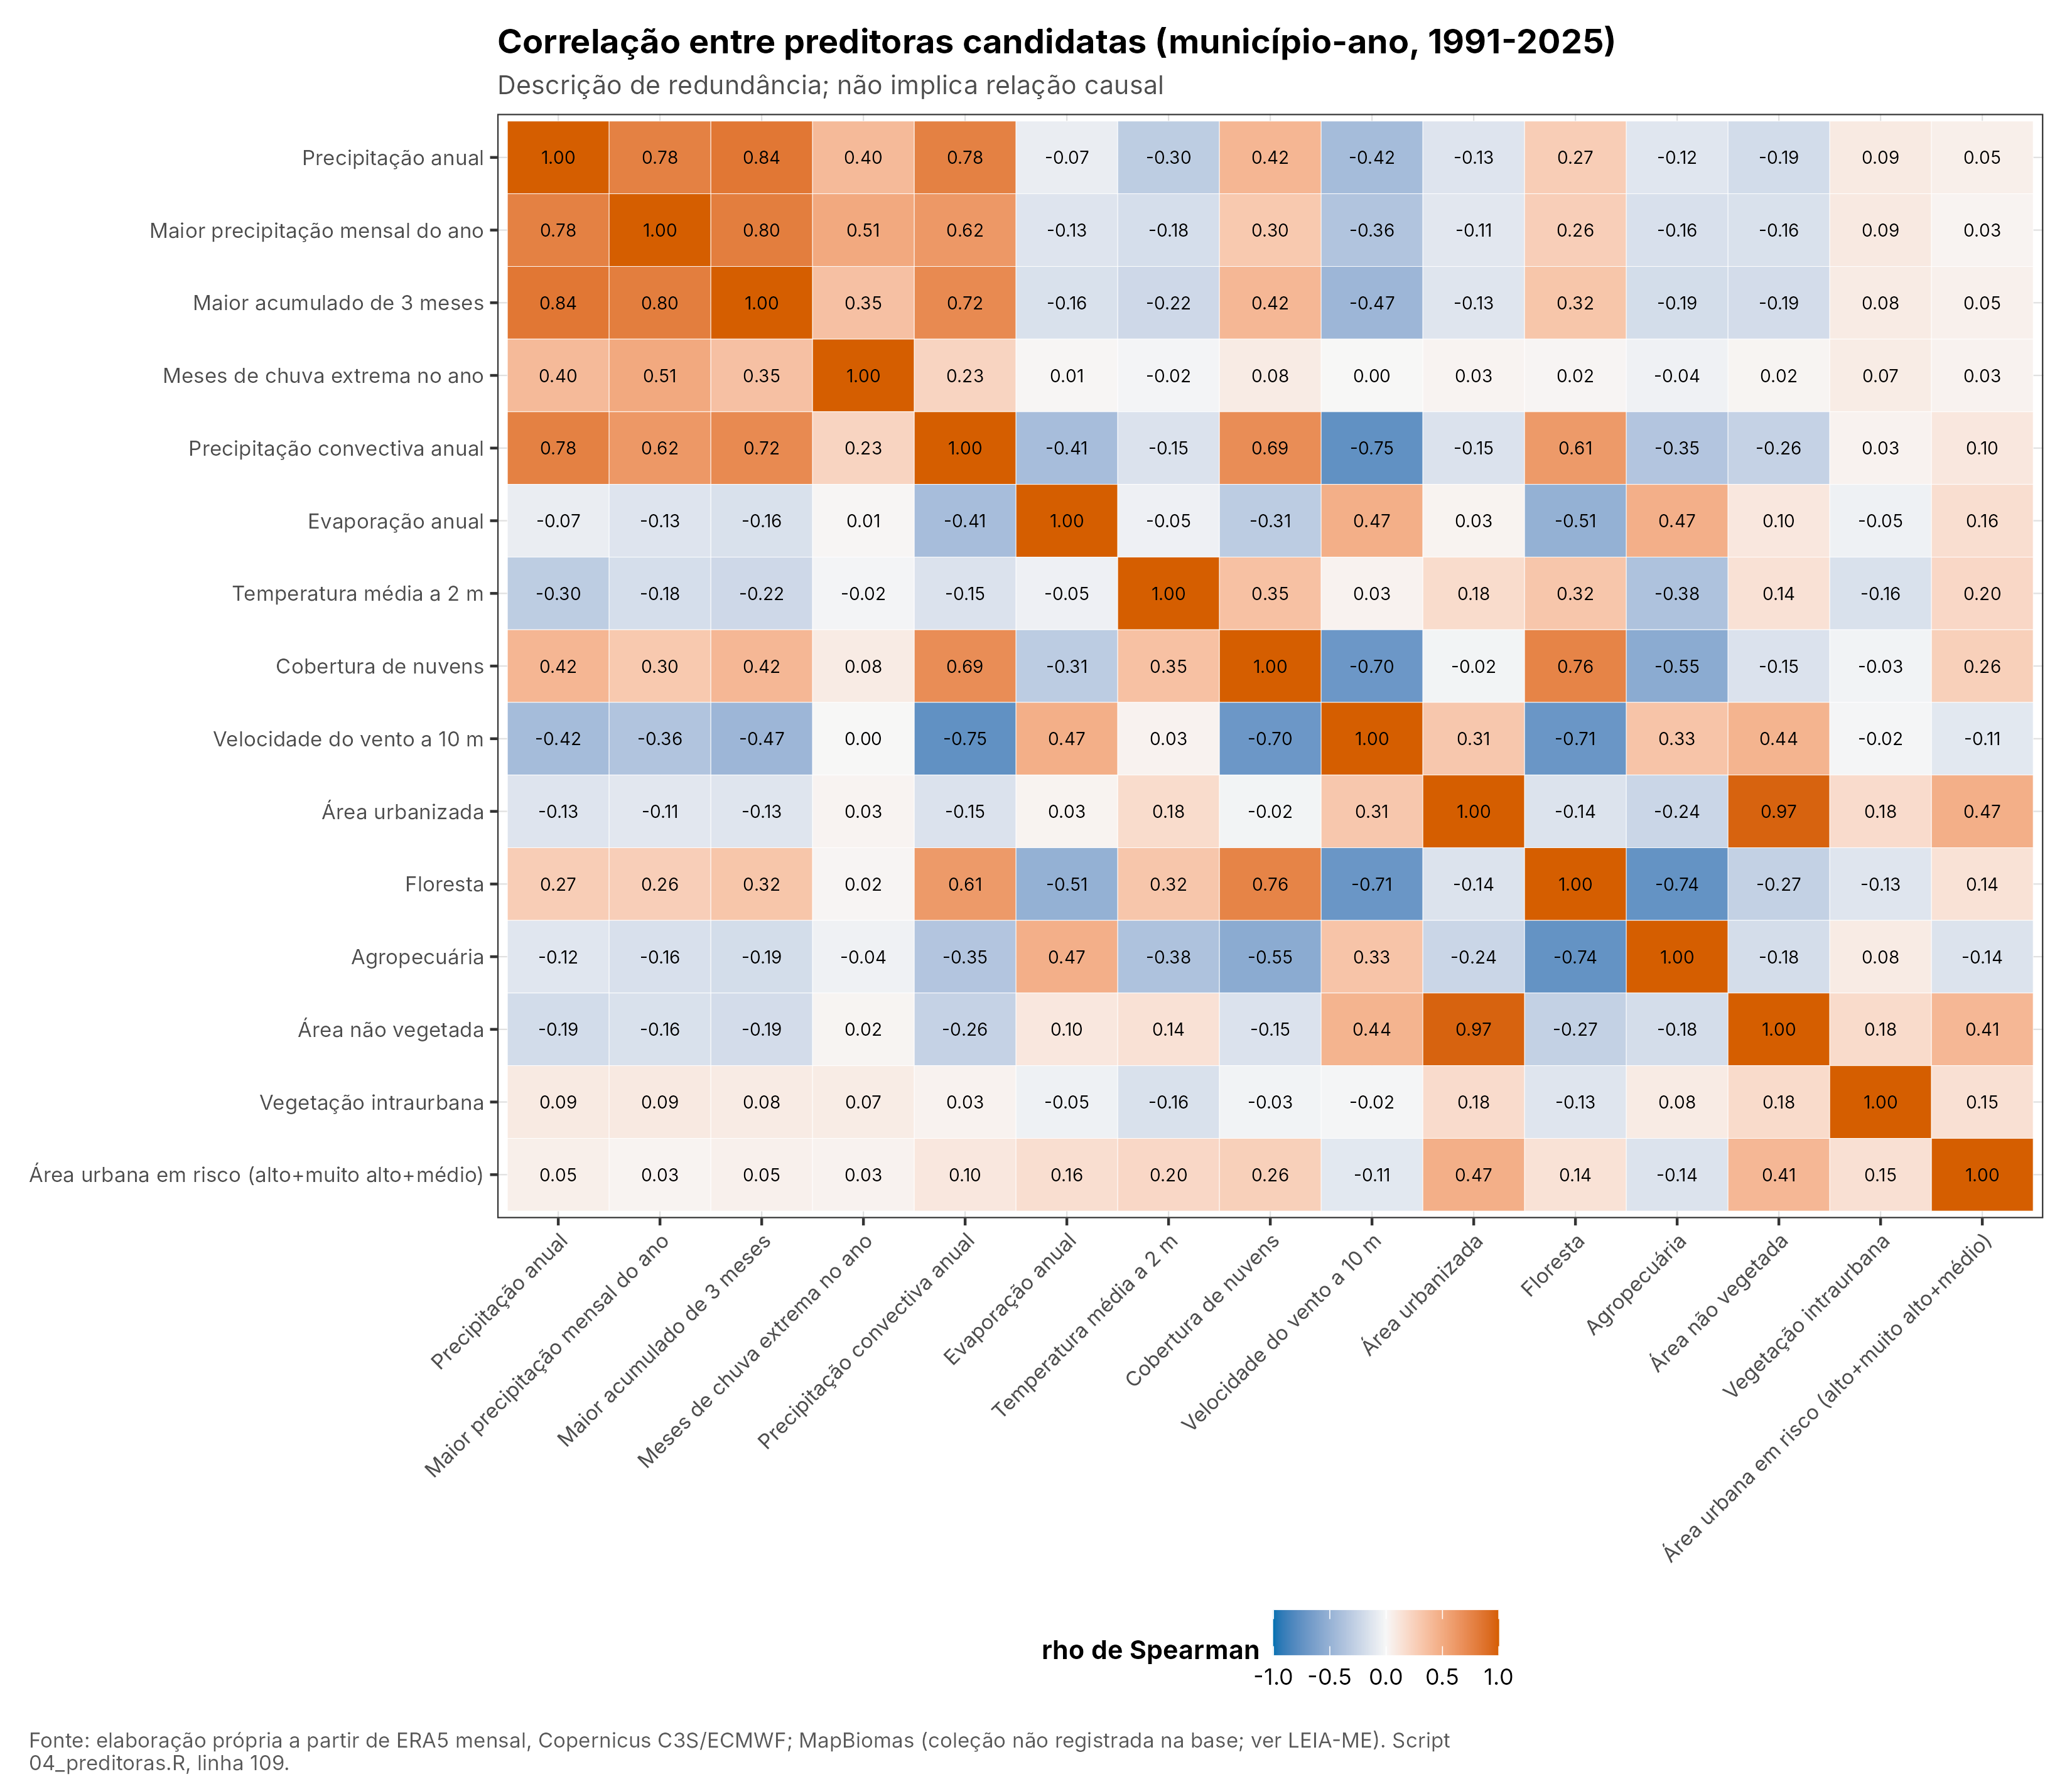 Correlação entre preditoras candidatas (município-ano, 1991-2025)
Descrição de redundância; não implica relação causal
Precipitação anual 1.00 0.78 0.84 0.40 0.78 -0.07 -0.30 0.42 -0.42 -0.13 0.27 -0.12 -0.19 0.09 0.05
Maior precipitação mensal do ano 0.78 1.00 0.80 0.51 0.62 -0.13 -0.18 0.30 -0.36 -0.11 0.26 -0.16 -0.16 0.09 0.03
Maior acumulado de 3 meses 0.84 0.80 1.00 0.35 0.72 -0.16 -0.22 0.42 -0.47 -0.13 0.32 -0.19 -0.19 0.08 0.05
Meses de chuva extrema no ano 0.40 0.51 0.35 1.00 0.23 0.01 -0.02 0.08 0.00 0.03 0.02 -0.04 0.02 0.07 0.03
Precipitação convectiva anual 0.78 0.62 0.72 0.23 1.00 -0.41 -0.15 0.69 -0.75 -0.15 0.61 -0.35 -0.26 0.03 0.10
Evaporação anual -0.07 -0.13 -0.16 0.01 -0.41 1.00 -0.05 -0.31 0.47 0.03 -0.51 0.47 0.10 -0.05 0.16
Temperatura média a 2 m -0.30 -0.18 -0.22 -0.02 -0.15 -0.05 1.00 0.35 0.03 0.18 0.32 -0.38 0.14 -0.16 0.20
Cobertura de nuvens 0.42 0.30 0.42 0.08 0.69 -0.31 0.35 1.00 -0.70 -0.02 0.76 -0.55 -0.15 -0.03 0.26
Velocidade do vento a 10 m -0.42 -0.36 -0.47 0.00 -0.75 0.47 0.03 -0.70 1.00 0.31 -0.71 0.33 0.44 -0.02 -0.11
Área urbanizada -0.13 -0.11 -0.13 0.03 -0.15 0.03 0.18 -0.02 0.31 1.00 -0.14 -0.24 0.97 0.18 0.47
Floresta 0.27 0.26 0.32 0.02 0.61 -0.51 0.32 0.76 -0.71 -0.14 1.00 -0.74 -0.27 -0.13 0.14
Agropecuária -0.12 -0.16 -0.19 -0.04 -0.35 0.47 -0.38 -0.55 0.33 -0.24 -0.74 1.00 -0.18 0.08 -0.14
Área não vegetada -0.19 -0.16 -0.19 0.02 -0.26 0.10 0.14 -0.15 0.44 0.97 -0.27 -0.18 1.00 0.18 0.41
Vegetação intraurbana 0.09 0.09 0.08 0.07 0.03 -0.05 -0.16 -0.03 -0.02 0.18 -0.13 0.08 0.18 1.00 0.15
Área urbana em risco (alto+muito alto+médio) 0.05 0.03 0.05 0.03 0.10 0.16 0.20 0.26 -0.11 0.47 0.14 -0.14 0.41 0.15 1.00
Precipitação anual
Maior precipitação mensal do ano
Maior acumulado de 3 meses
Meses de chuva extrema no ano
Precipitação convectiva anual
Evaporação anual
Temperatura média a 2 m
Cobertura de nuvens
Velocidade do vento a 10 m
Área urbanizada
Floresta
Agropecuária
Área não vegetada
Vegetação intraurbana
Área urbana em risco (alto+muito alto+médio)
rho de Spearman
-1.0 -0.5 0.0 0.5 1.0
Fonte: elaboração própria a partir de ERA5 mensal, Copernicus C3S/ECMWF; MapBiomas (coleção não registrada na base; ver LEIA-ME). Script
04_preditoras.R, linha 109.